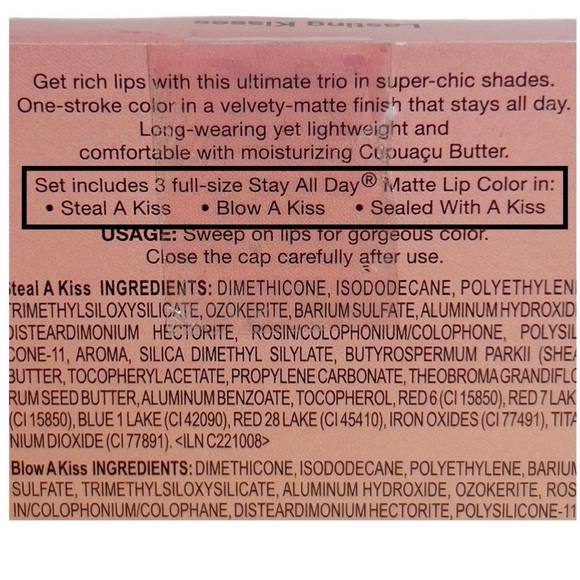 Lasting Kisses
Get rich lips with this ultimate trio in super-chic shades.
One-stroke color in a velvety-matte finish that stays all day.
Long-wearing yet lightweight and
comfortable with moisturizing Cupuaçu Butter.
Set includes 3 full-size Stay All Day® Matte Lip Color in:
• Steal A Kiss • Blow A Kiss • Sealed With A Kiss
USAGE: Sweep on lips for gorgeous color.
Close the cap carefully after use.
Steal A Kiss INGREDIENTS: DIMETHICONE, ISODODECANE, POLYETHYLENE
TRIMETHYLSILOXYSILICATE, OZOKERITE, BARIUM SULFATE, ALUMINUM HYDROXID
DISTEARDIMONIUM HECTORITE, ROSIN/COLOPHONIUM/COLOPHONE, POLYSIL
CONE-11, AROMA, SILICA DIMETHYL SILYLATE, BUTYROSPERMUM PARKII (SHEA
BUTTER, TOCOPHERYL ACETATE, PROPYLENE CARBONATE, THEOBROMA GRANDIFLO
RUM SEED BUTTER, ALUMINUM BENZOATE, TOCOPHEROL, RED 6 (CI 15850), RED 7 LAK
(CI 15850), BLUE 1 LAKE (CI 42090), RED 28 LAKE (CI 45410), IRON OXIDES (CI 77491), TITA
NIUM DIOXIDE (CI 77891). <ILN C221008>
Blow A Kiss INGREDIENTS: DIMETHICONE, ISODODECANE, POLYETHYLENE, BARIUM
SULFATE, TRIMETHYLSILOXYSILICATE, ALUMINUM HYDROXIDE, OZOKERITE, ROS
IN/COLOPHONIUM/COLOPHANE, DISTEARDIMONIUM HECTORITE, POLYSILICONE-11